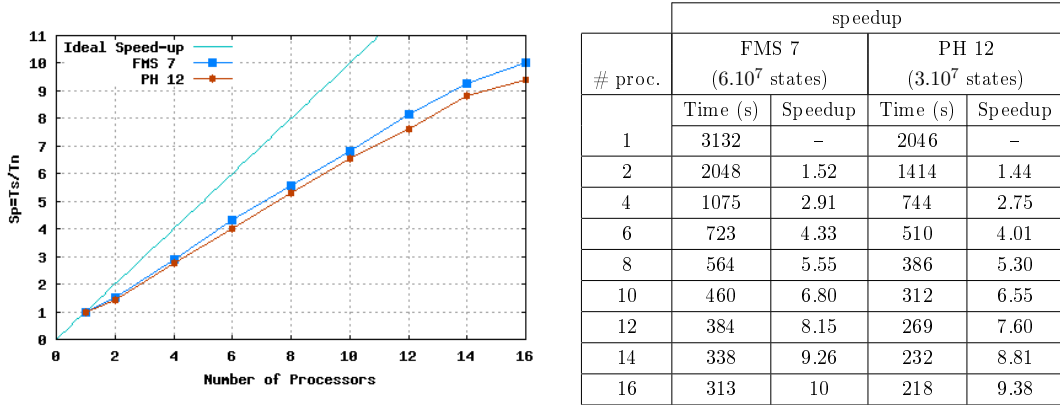 11
10
9
8
7
6
5
4
3
2
1
0
Sp=Ts/Tn
Ideal Speed-up
FMS 7
PH 12
0 2 4 6 8 10 12 14 16
Number of Processors
speedup
# proc. FMS 7 PH 12
(6.10⁷ states) (3.10⁷ states)
Time (s) Speedup Time (s) Speedup
1 3132 – 2046 –
2 2048 1.52 1414 1.44
4 1075 2.91 744 2.75
6 723 4.33 510 4.01
8 564 5.55 386 5.30
10 460 6.80 312 6.55
12 384 8.15 269 7.60
14 338 9.26 232 8.81
16 313 10 218 9.38